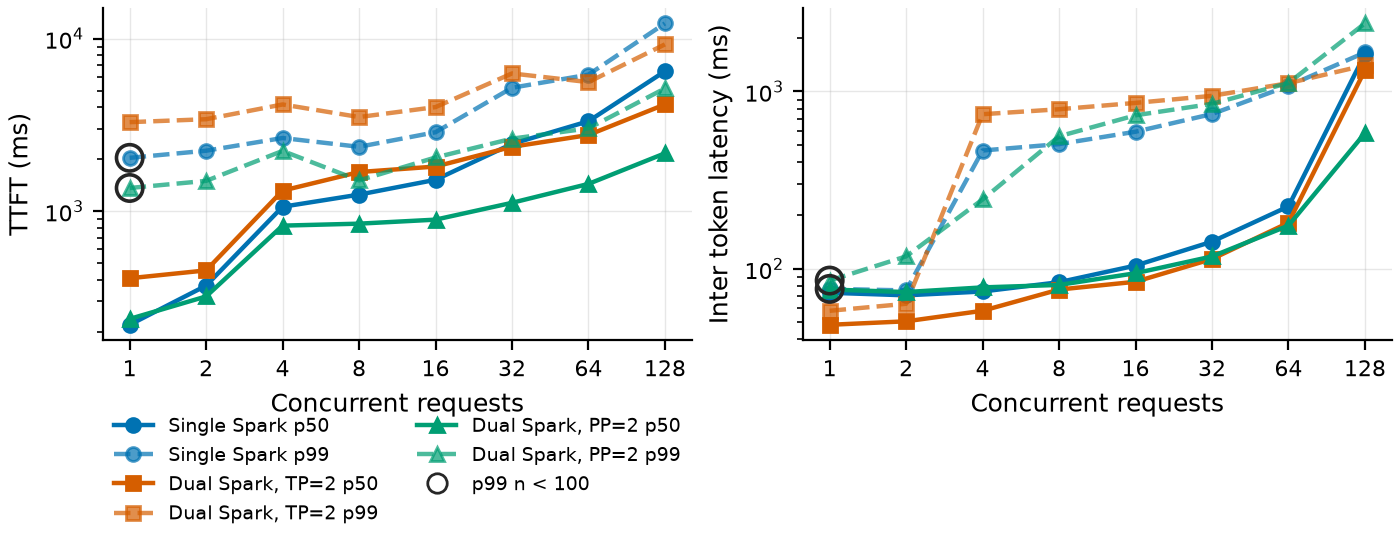 TTFT (ms)
10⁴
10³
1 2 4 8 16 32 64 128
Concurrent requests
Inter token latency (ms)
10³
10²
1 2 4 8 16 32 64 128
Concurrent requests
Single Spark p50
Single Spark p99
Dual Spark, TP=2 p50
Dual Spark, TP=2 p99
Dual Spark, PP=2 p50
Dual Spark, PP=2 p99
p99 n < 100